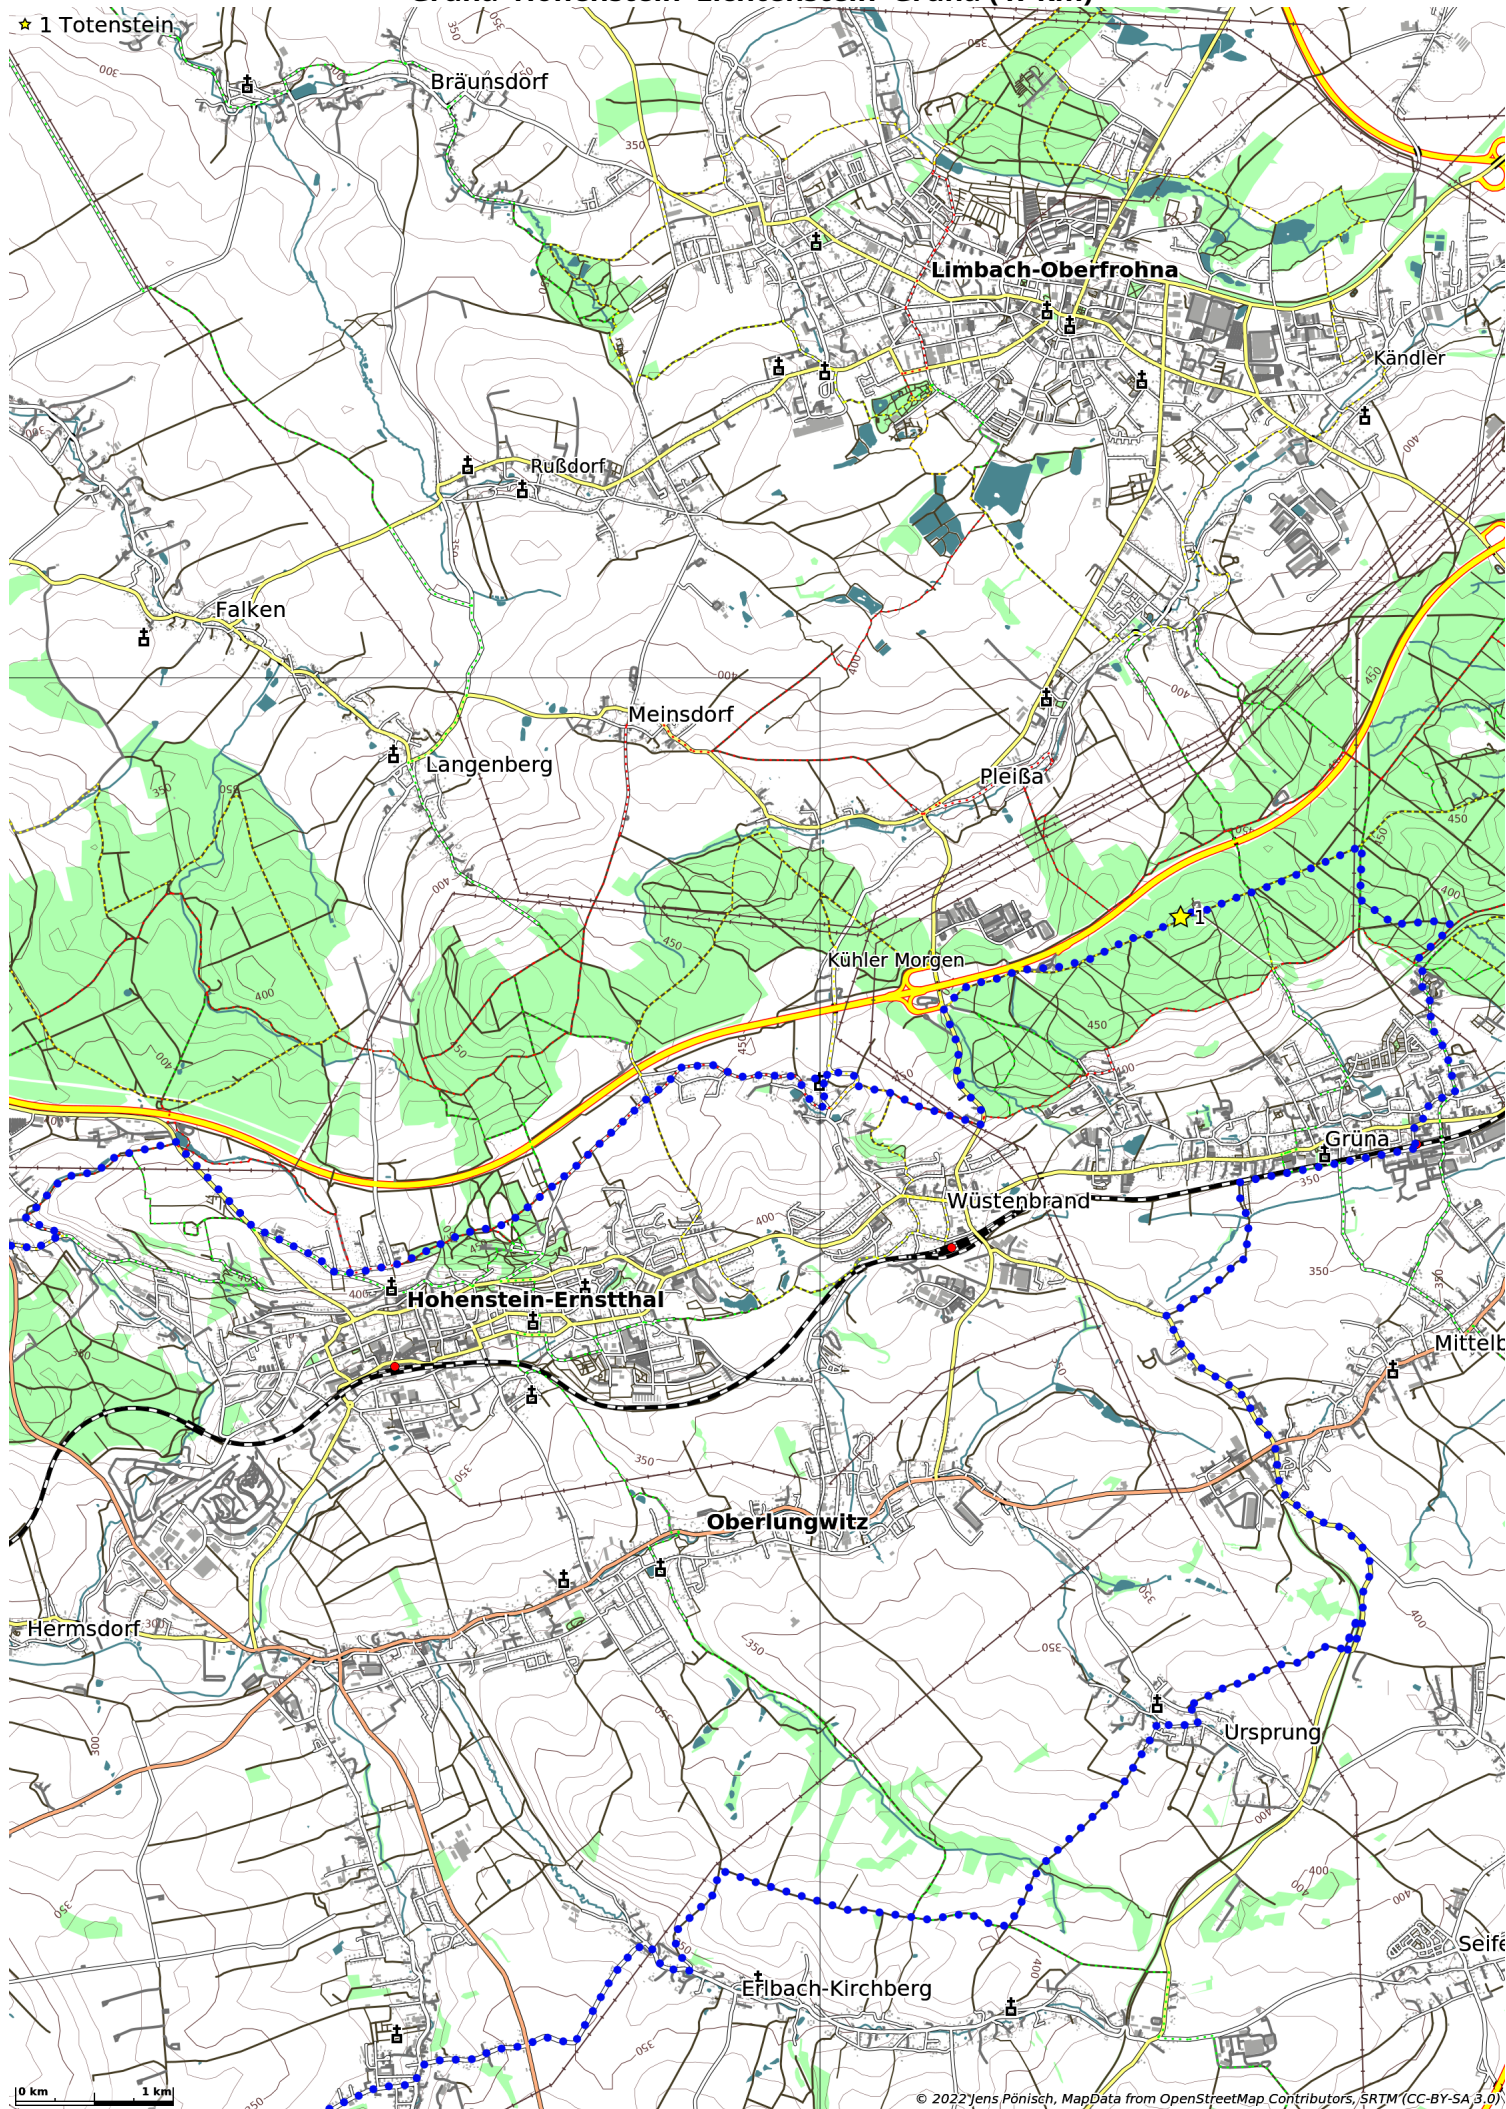 1 Totenstein
Bräunsdorf
Limbach-Oberfrohna
Kändler
Rußdorf
Falken
Meinsdorf
Langenberg
Pleißa
1
Kühler Morgen
Grüna
Wüstenbrand
Hohenstein-Ernstthal
Mittelb
Oberlungwitz
Hermsdorf
Ursprung
Seife
Erlbach-Kirchberg
0 km 1 km
© 2022 Jens Pönisch, MapData from OpenStreetMap Contributors, SRTM (CC-BY-SA 3.0)